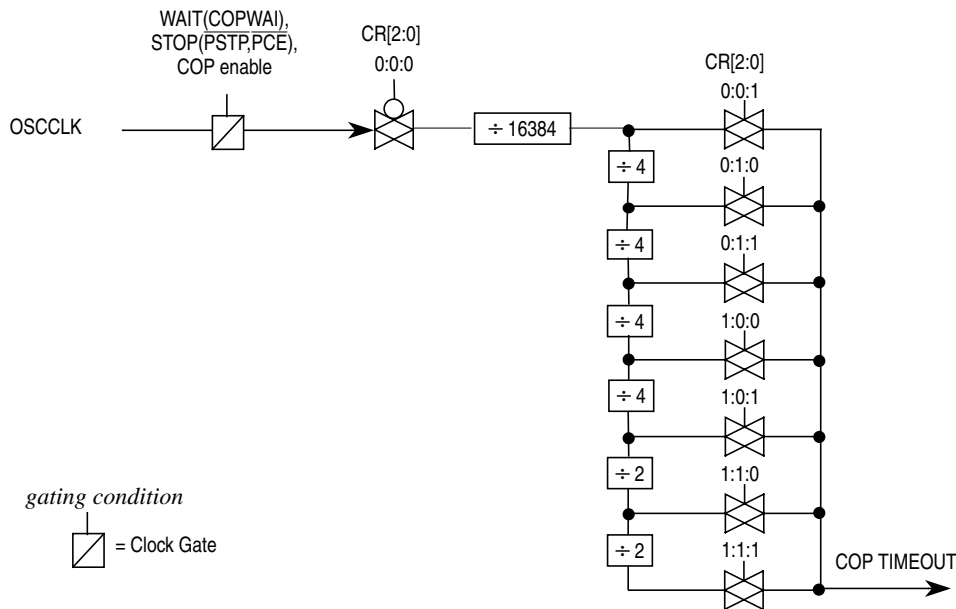 WAIT(COPWAI),
STOP(PSTP,PCE),
COP enable
CR[2:0]
0:0:0
CR[2:0]
0:0:1
OSCCLK
÷ 16384
÷ 4
0:1:0
÷ 4
0:1:1
÷ 4
1:0:0
÷ 4
1:0:1
÷ 2
1:1:0
gating condition
= Clock Gate
÷ 2
1:1:1
COP TIMEOUT